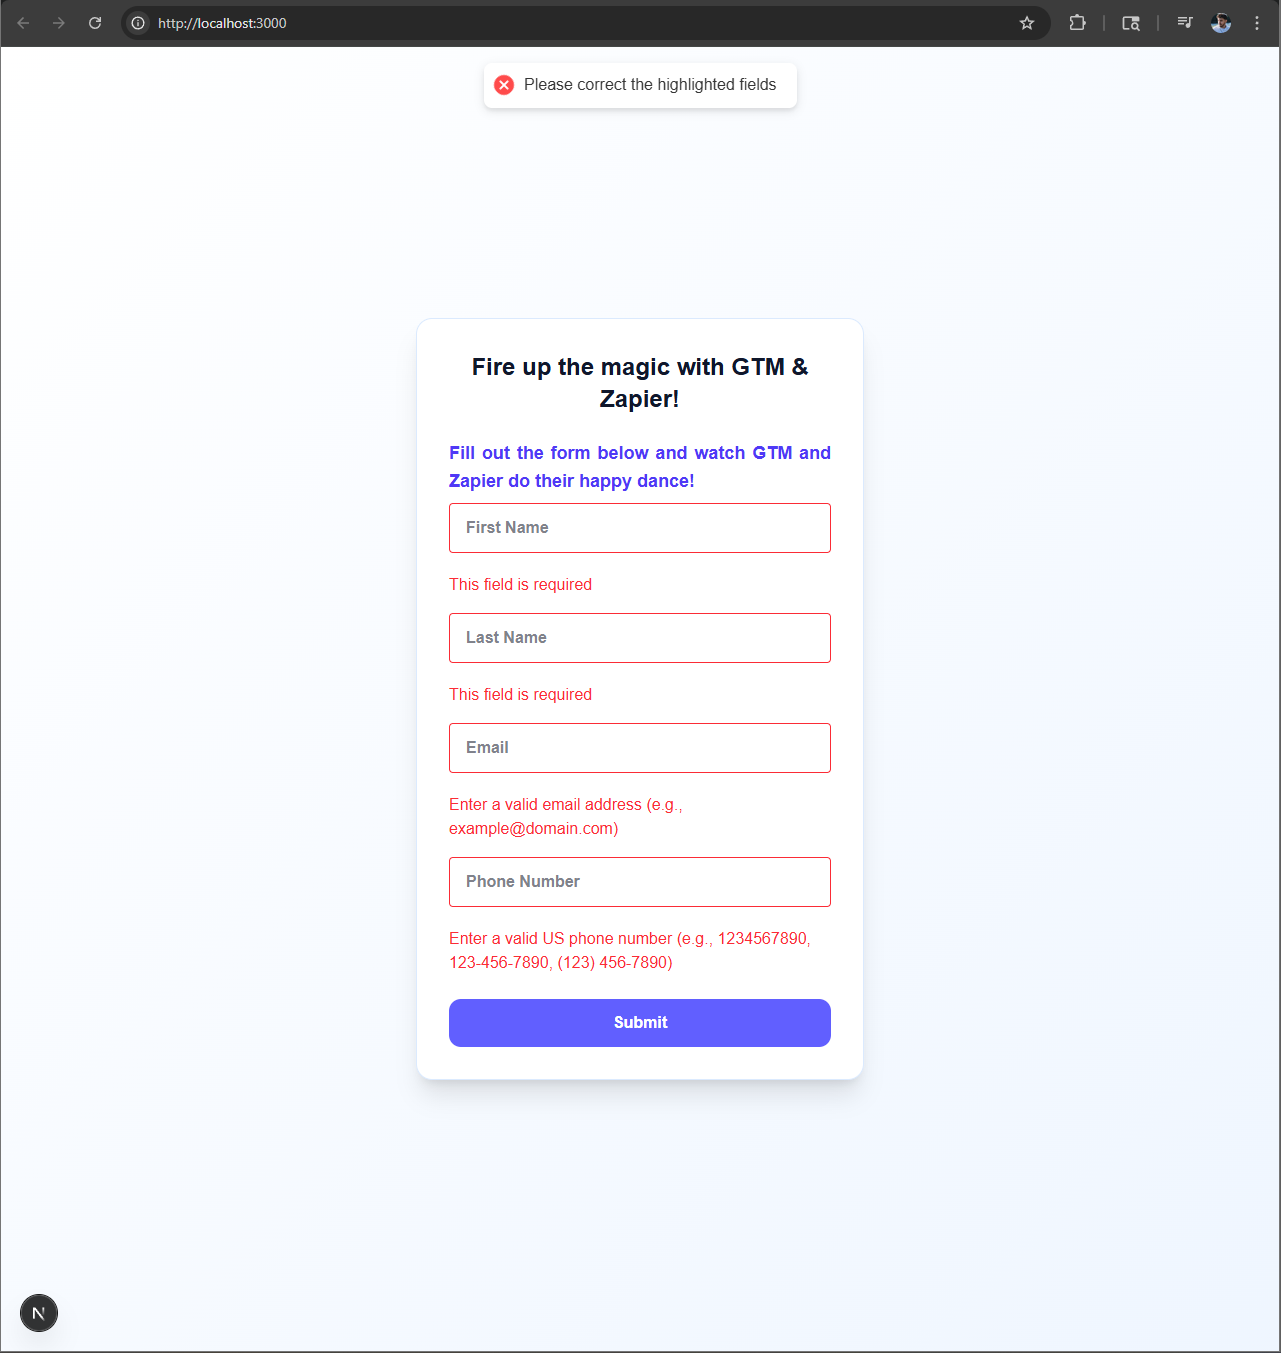 http://localhost:3000
Please correct the highlighted fields
Fire up the magic with GTM &
Zapier!
Fill out the form below and watch GTM and
Zapier do their happy dance!
First Name
This field is required
Last Name
This field is required
Email
Enter a valid email address (e.g.,
example@domain.com)
Phone Number
Enter a valid US phone number (e.g., 1234567890,
123-456-7890, (123) 456-7890)
Submit
N